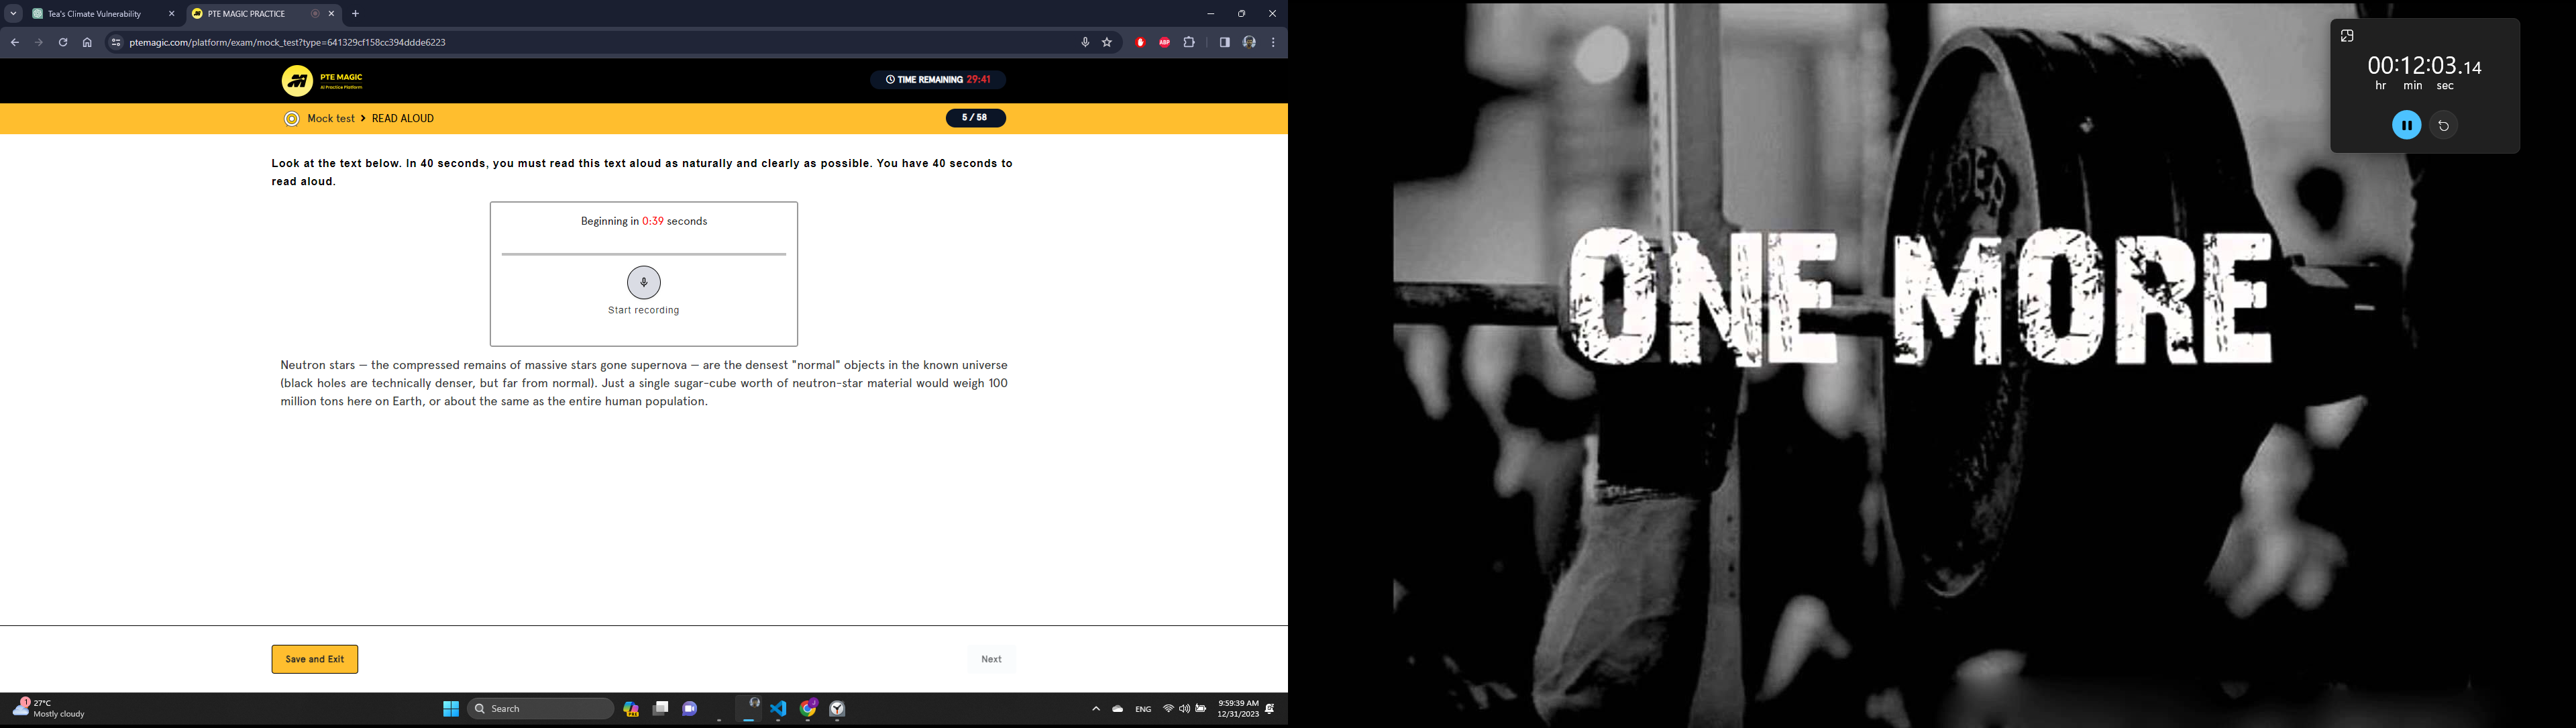 Tea's Climate Vulnerability
PTE MAGIC PRACTICE
ptemagic.com/platform/exam/mock_test?type=641329cf158cc394ddde6223
ABP
PTE MAGIC
AI Practice Platform
TIME REMAINING 29:41
Mock test > READ ALOUD
5 / 58
Look at the text below. In 40 seconds, you must read this text aloud as naturally and clearly as possible. You have 40 seconds to
read aloud.
Begining in 0:39 seconds
Start recording
Neutron stars — the compressed remains of massive stars gone supernova — are the densest "normal" objects in the known universe
(black holes are technically denser, but far from normal). Just a single sugar-cube worth of neutron-star material would weigh 100
million tons here on Earth, or about the same as the entire human population.
Save and Exit
Next
1
27°C
Mostly cloudy
Search
ENG
9:59:39 AM
12/31/2023
00:12:03.14
hr min sec
ONE MORE